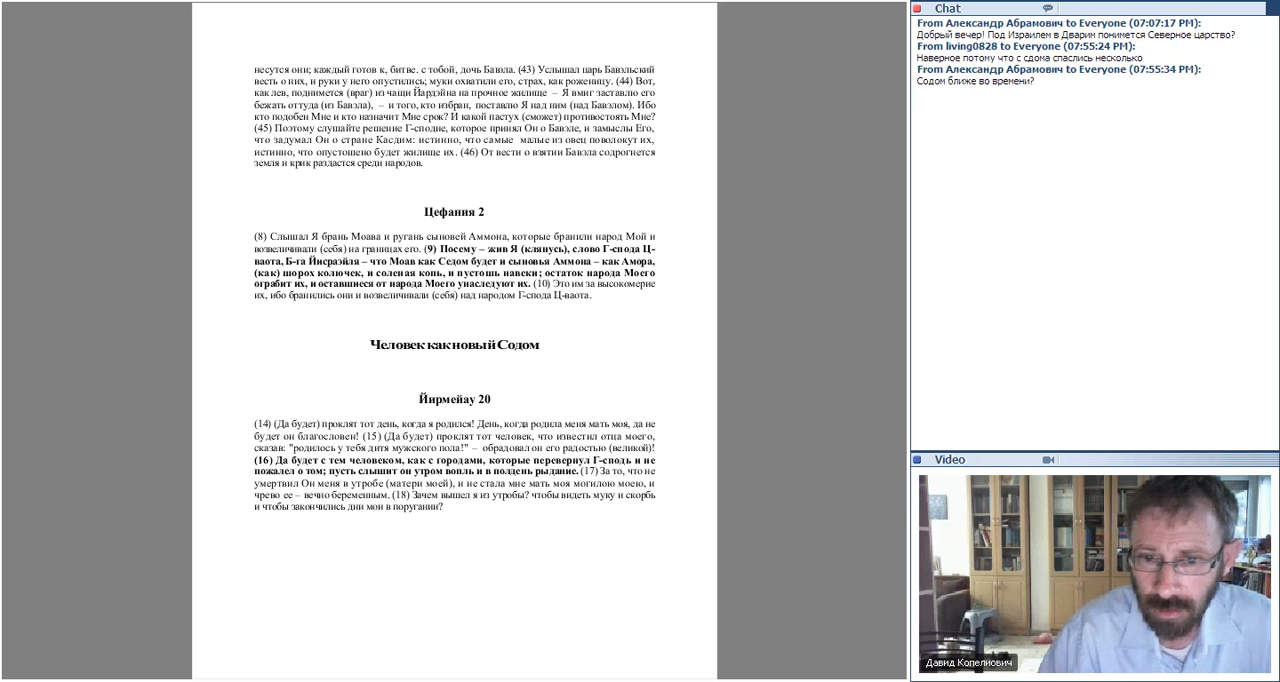 несутся они; каждый готов к, битве. с тобой, дочь Бавэла. (43) Услышал царь Бавэльский
весть о них, и руки у него опустились; муки охватили его, страх, как роженицу. (44) Вот,
как лев, поднимется (враг) из чащи Йардэйна на прочное жилище – Я вмиг заставлю его
бежать оттуда (из Бавэла), – и того, кто избран, поставлю Я над ним (над Бавэлом). Ибо
кто подобен Мне и кто назначит Мне срок? И какой пастух (сможет) противостоять Мне?
(45) Поэтому слушайте решение Г-сподне, которое принял Он о Бавэле, и замыслы Его,
что задумал Он о стране Касдим: истинно, что самые малые из овец поволокут их,
истинно, что опустошено будет жилище их. (46) От вести о взятии Бавэла содрогнется
земля и крик раздастся среди народов.
Цефания 2
(8) Слышал Я брань Моава и ругань сыновей Аммона, которые бранили народ Мой и
возвеличивали (себя) на границах его. (9) Посему – жив Я (клянусь), слово Г-спода Ц-
ваота, Б-га Йисраэйля – что Моав как Седом будет и сыновья Аммона – как Амора,
(как) шорох колючек, и соленая копь, и пустошь навеки; остаток народа Моего
ограбит их, и оставшиеся от народа Моего унаследуют их. (10) Это им за высокомерие
их, ибо бранились они и возвеличивали (себя) над народом Г-спода Ц-ваота.
Человек как новый Содом
Йирмейау 20
(14) (Да будет) проклят тот день, когда я родился! День, когда родила меня мать моя, да не
будет он благословен! (15) (Да будет) проклят тот человек, что известил отца моего,
сказав: "родилось у тебя дитя мужского пола!" – обрадовал он его радостью (великой)!
(16) Да будет с тем человеком, как с городами, которые перевернул Г-сподь и не
пожалел о том; пусть слышит он утром вопль и в полдень рыдание. (17) За то, что не
умертвил Он меня в утробе (матери моей), и не стала мне мать моя могилою моею, и
чрево ее – вечно беременным. (18) Зачем вышел я из утробы? чтобы видеть муку и скорбь
и чтобы закончились дни мои в поругании?
Chat
From Александр Абрамович to Everyone (07:07:17 PM):
Добрый вечер! Под Израилем в Дварим понимется Северное царство?
From living0828 to Everyone (07:55:24 PM):
Наверное потому что с сдома спаслись несколько
From Александр Абрамович to Everyone (07:55:34 PM):
Содом ближе во времени?
Video
Давид Копелиович